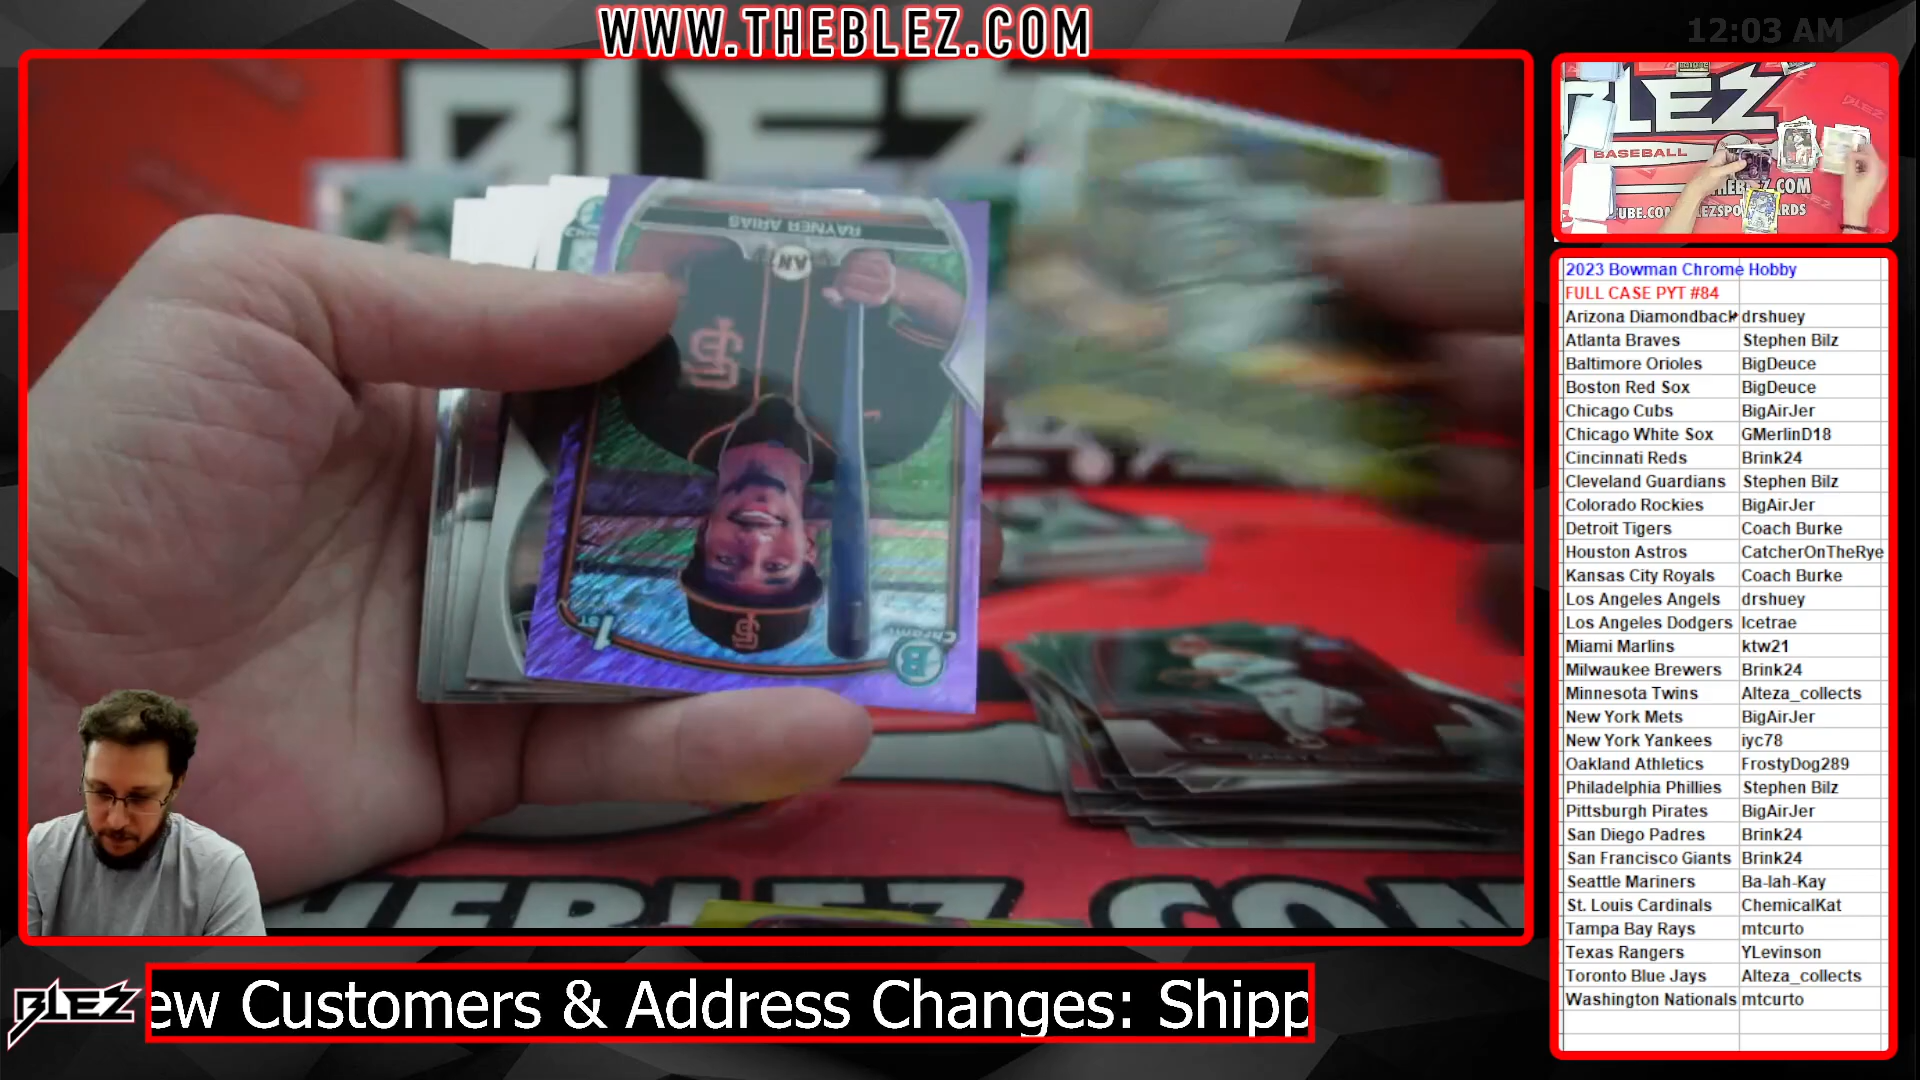 WWW.THEBLEZ.COM
12:03 AM
BLEZ
RAYNER ARIAS
SF
1ST
B
Chrome
THEBLEZ.COM
BLEZ
BASEBALL
BLEZ
2023 Bowman Chrome Hobby
FULL CASE PYT #84
Arizona Diamondback drshuey
Atlanta Braves Stephen Bilz
Baltimore Orioles BigDeuce
Boston Red Sox BigDeuce
Chicago Cubs BigAirJer
Chicago White Sox GMerlinD18
Cincinnati Reds Brink24
Cleveland Guardians Stephen Bilz
Colorado Rockies BigAirJer
Detroit Tigers Coach Burke
Houston Astros CatcherOnTheRye
Kansas City Royals Coach Burke
Los Angeles Angels drshuey
Los Angeles Dodgers Icetrae
Miami Marlins ktw21
Milwaukee Brewers Brink24
Minnesota Twins Alteza_collects
New York Mets BigAirJer
New York Yankees iyc78
Oakland Athletics FrostyDog289
Philadelphia Phillies Stephen Bilz
Pittsburgh Pirates BigAirJer
San Diego Padres Brink24
San Francisco Giants Brink24
Seattle Mariners Ba-lah-Kay
St. Louis Cardinals ChemicalKat
Tampa Bay Rays mtcurto
Texas Rangers YLevinson
Toronto Blue Jays Alteza_collects
Washington Nationals mtcurto
BLEZ
ew Customers & Address Changes: Shipp